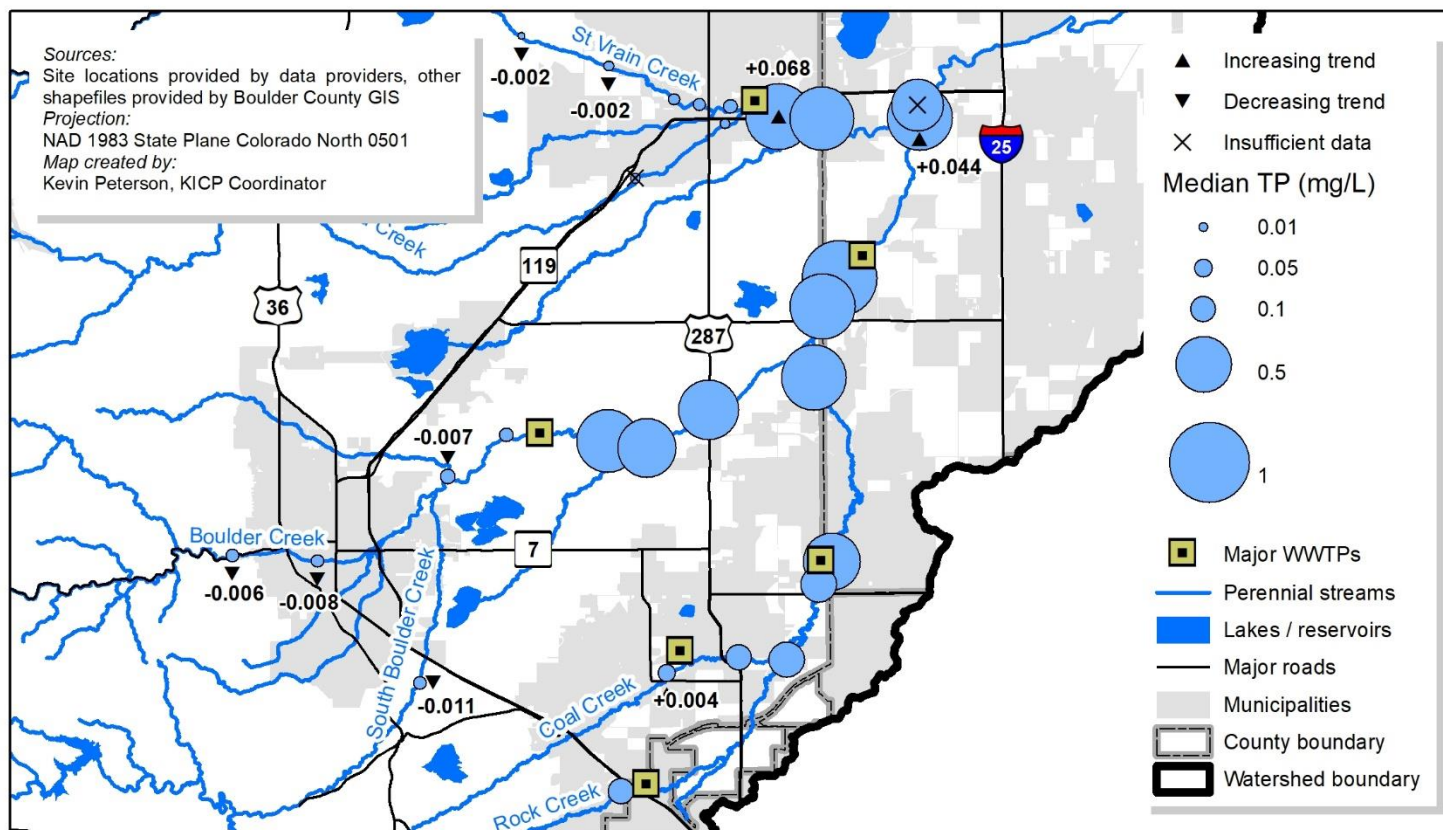 Sources:
Site locations provided by data providers, other
shapefiles provided by Boulder County GIS
Projection:
NAD 1983 State Plane Colorado North 0501
Map created by:
Kevin Peterson, KICP Coordinator
St Vrain Creek
-0.002
-0.002
+0.068
+0.044
25
Creek
119
36
287
-0.007
Boulder Creek
-0.006
-0.008
7
South Boulder Creek
-0.011
Coal Creek
+0.004
Rock Creek
Increasing trend
Decreasing trend
Insufficient data
Median TP (mg/L)
0.01
0.05
0.1
0.5
1
Major WWTPs
Perennial streams
Lakes / reservoirs
Major roads
Municipalities
County boundary
Watershed boundary